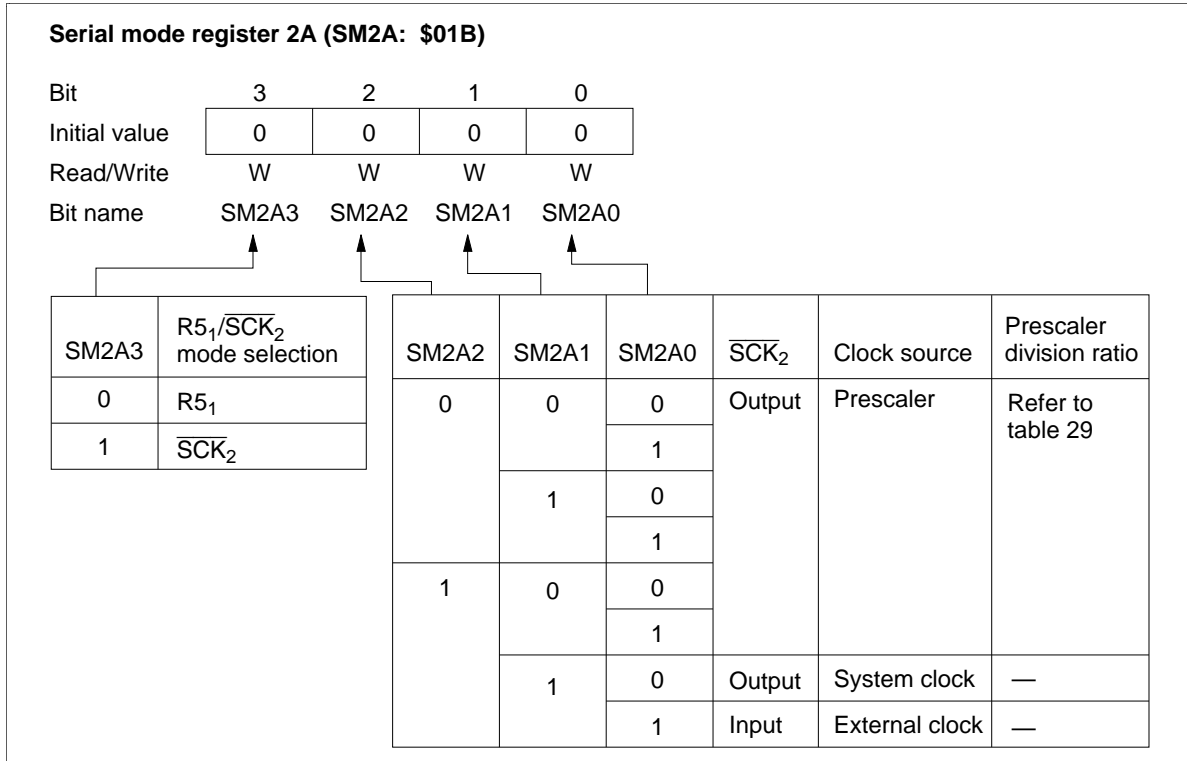 Serial mode register 2A (SM2A: $01B)
Bit 3 2 1 0
Initial value 0 0 0 0
Read/Write W W W W
Bit name SM2A3 SM2A2 SM2A1 SM2A0
SM2A3 R5₁/S̅C̅K̅₂ mode selection
0 R5₁
1 S̅C̅K̅₂
SM2A2 SM2A1 SM2A0 S̅C̅K̅₂ Clock source Prescaler division ratio
0 0 0 Output Prescaler Refer to table 29
1
1 0
1
1 0 0
1
1 0 Output System clock —
1 Input External clock —